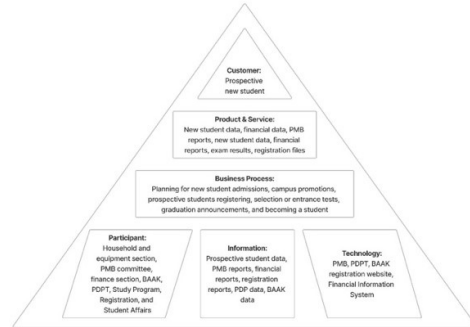 Customer:
Prospective
new student
Product & Service:
New student data, financial data, PMB
reports, new student data, financial
reports, exam results, registration files
Business Process:
Planning for new student admissions, campus promotions,
prospective students registering, selection or entrance tests,
graduation announcements, and becoming a student
Participant:
Household and
equipment section,
PMB committee,
finance section, BAAK,
PDPT, Study Program,
Registration, and
Student Affairs
Information:
Prospective student data,
PMB reports, financial
reports, registration
reports, PDP data, BAAK
data
Technology:
PMB, PDPT, BAAK
registration website,
Financial Information
System